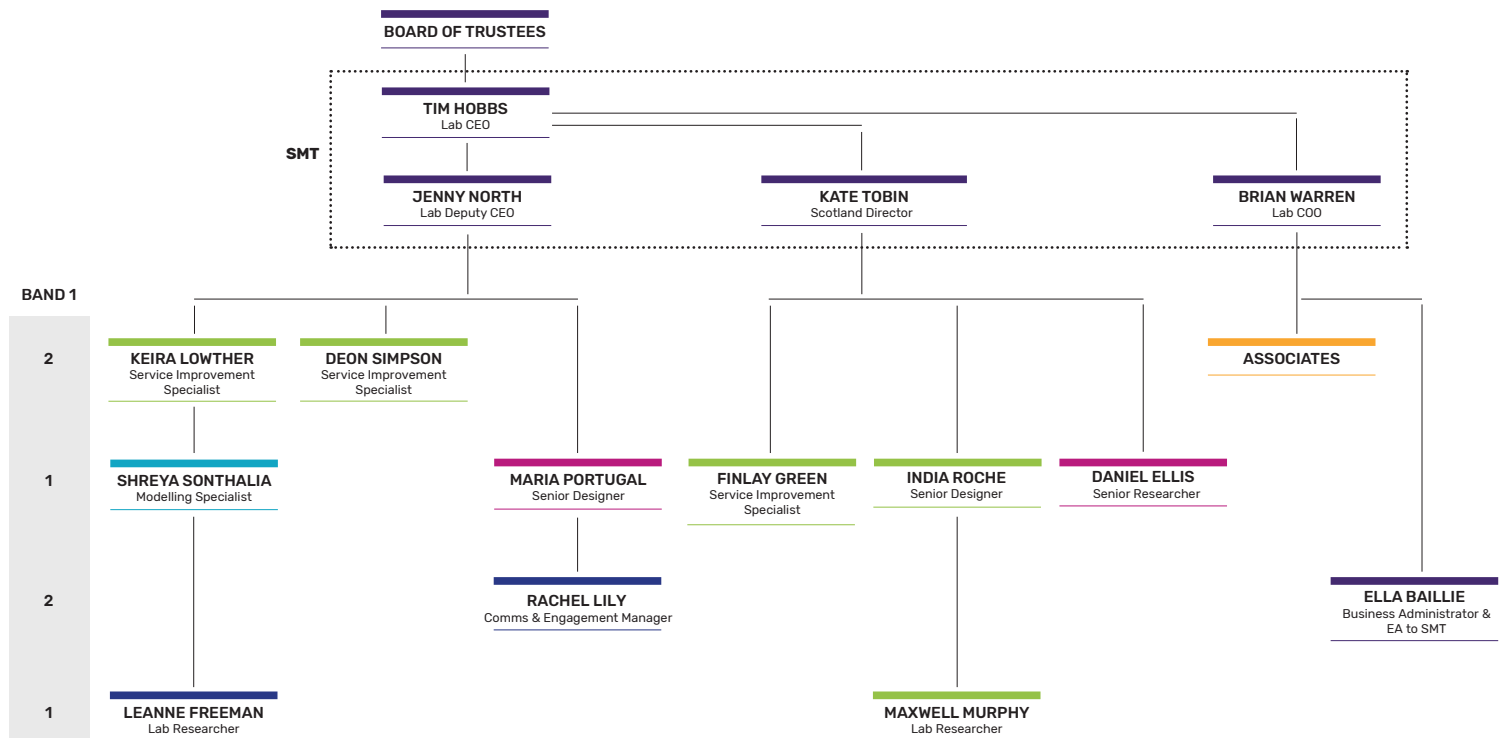 BOARD OF TRUSTEES
TIM HOBBS
Lab CEO
SMT
JENNY NORTH
Lab Deputy CEO
KATE TOBIN
Scotland Director
BRIAN WARREN
Lab COO
BAND 1
2
KEIRA LOWTHER
Service Improvement
Specialist
DEON SIMPSON
Service Improvement
Specialist
ASSOCIATES
1
SHREYA SONTHALIA
Modelling Specialist
MARIA PORTUGAL
Senior Designer
FINLAY GREEN
Service Improvement
Specialist
INDIA ROCHE
Senior Designer
DANIEL ELLIS
Senior Researcher
2
RACHEL LILY
Comms & Engagement Manager
ELLA BAILLIE
Business Administrator &
EA to SMT
1
LEANNE FREEMAN
Lab Researcher
MAXWELL MURPHY
Lab Researcher